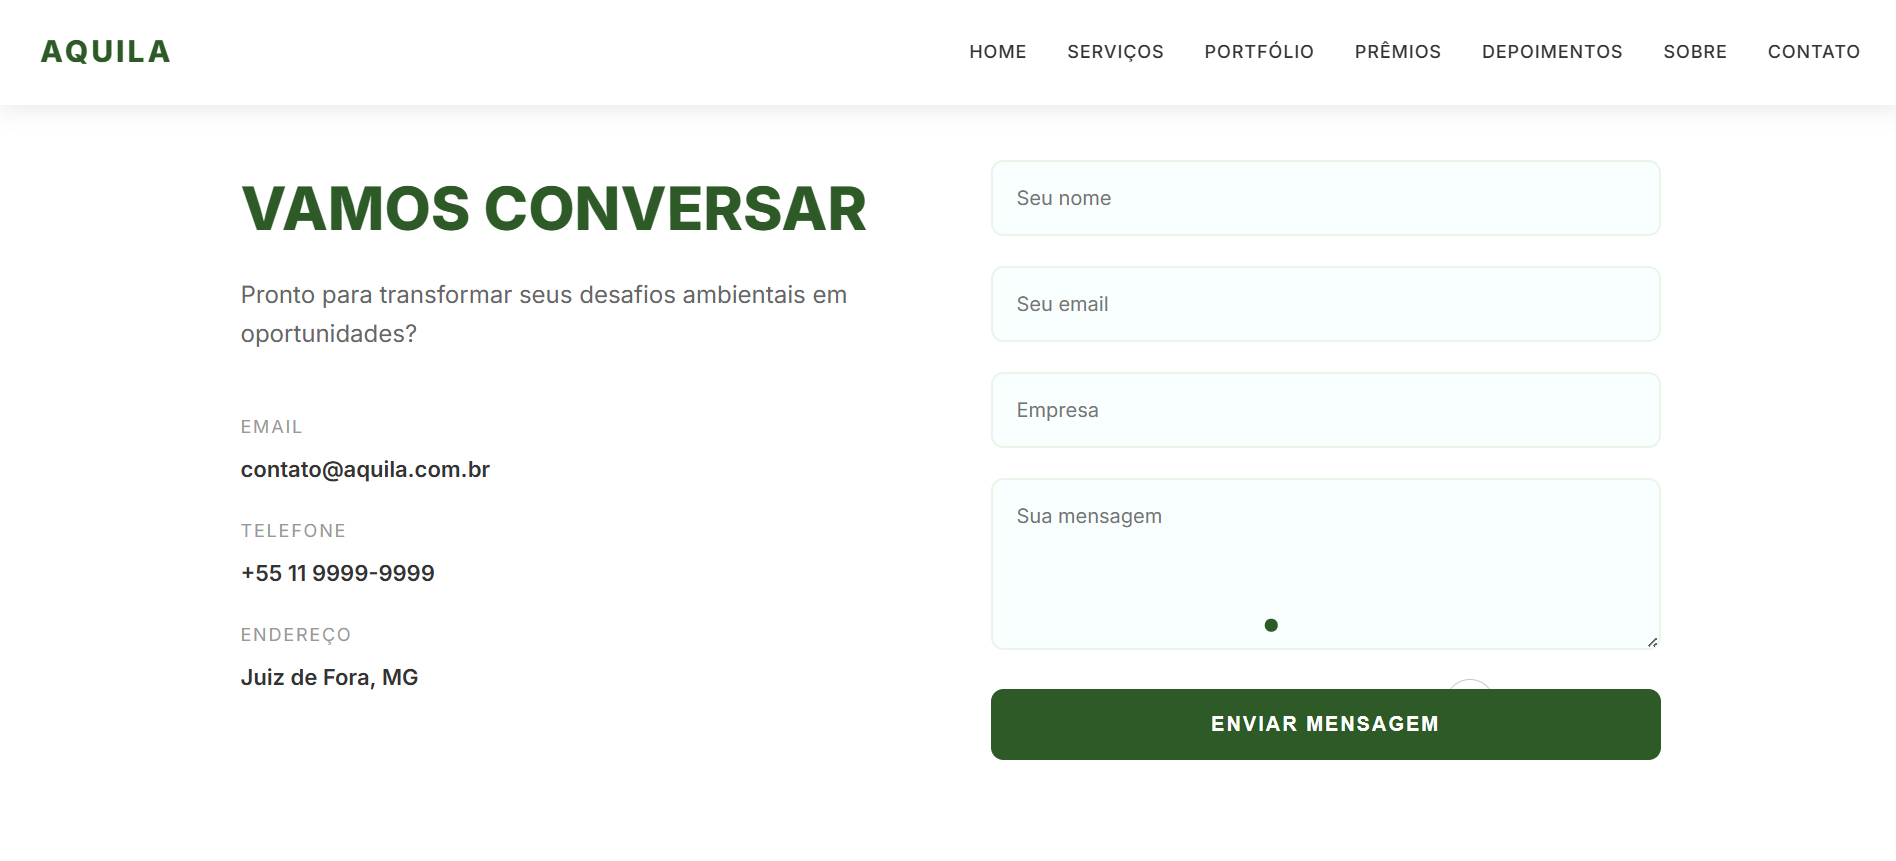 AQUILA
HOME SERVIÇOS PORTFÓLIO PRÊMIOS DEPOIMENTOS SOBRE CONTATO
VAMOS CONVERSAR
Pronto para transformar seus desafios ambientais em
oportunidades?
EMAIL
contato@aquila.com.br
TELEFONE
+55 11 9999-9999
ENDEREÇO
Juiz de Fora, MG
Seu nome
Seu email
Empresa
Sua mensagem
ENVIAR MENSAGEM